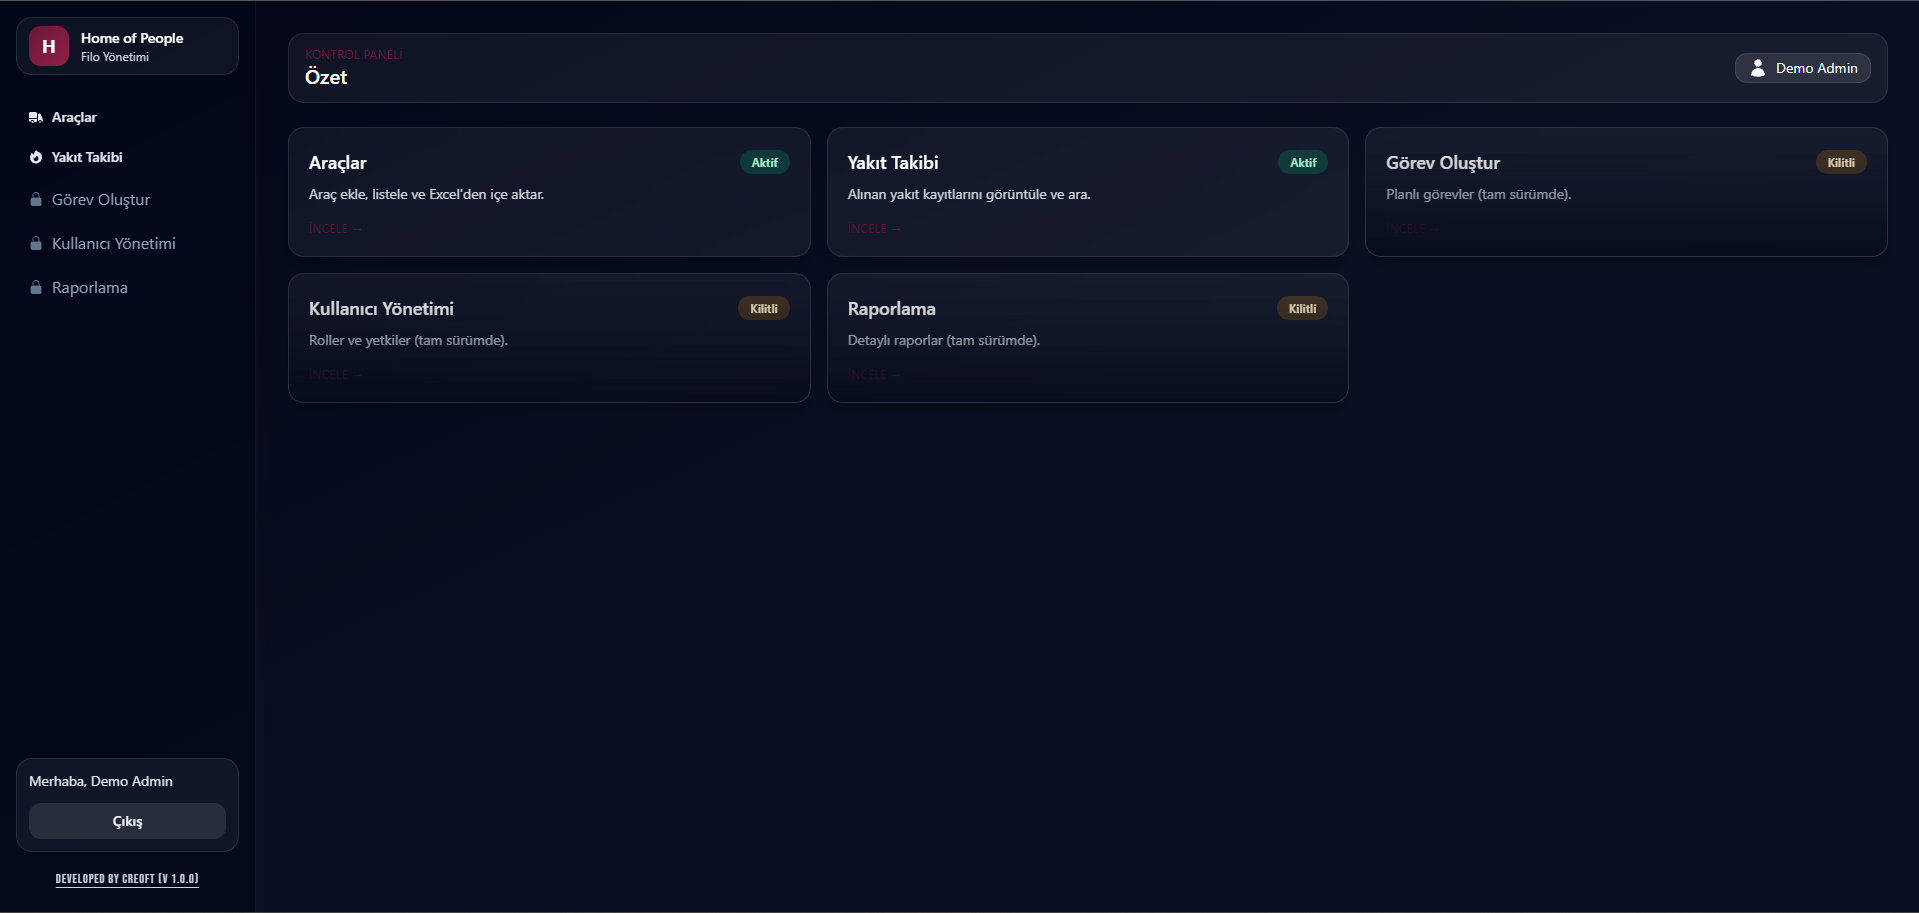 H
Home of People
Filo Yönetimi
Araçlar
Yakıt Takibi
Görev Oluştur
Kullanıcı Yönetimi
Raporlama
Merhaba, Demo Admin
Çıkış
DEVELOPED BY CREOFT (V 1.0.0)
KONTROL PANELİ
Özet
Demo Admin
Araçlar
Aktif
Araç ekle, listele ve Excel'den içe aktar.
İNCELE →
Yakıt Takibi
Aktif
Alınan yakıt kayıtlarını görüntüle ve ara.
İNCELE →
Görev Oluştur
Kilitli
Planlı görevler (tam sürümde).
İNCELE →
Kullanıcı Yönetimi
Kilitli
Roller ve yetkiler (tam sürümde).
İNCELE →
Raporlama
Kilitli
Detaylı raporlar (tam sürümde).
İNCELE →